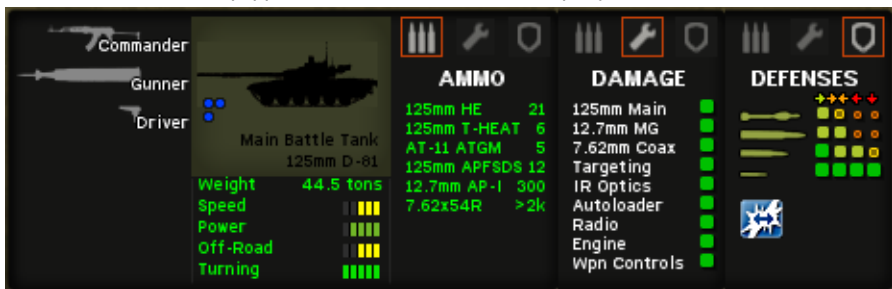 Commander
Gunner
Driver
Main Battle Tank
125mm D-81
Weight 44.5 tons
Speed
Power
Off-Road
Turning
AMMO
125mm HE 21
125mm T-HEAT 6
AT-11 ATGM 5
125mm APFSDS 12
12.7mm AP-I 300
7.62x54R >2k
DAMAGE
125mm Main
12.7mm MG
7.62mm Coax
Targeting
IR Optics
Autoloader
Radio
Engine
Wpn Controls
DEFENSES